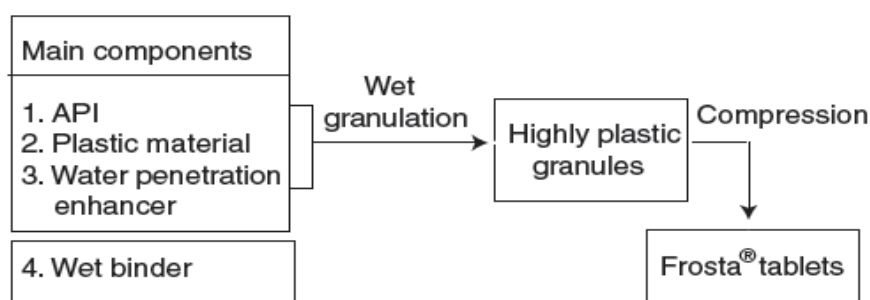 Main components
1. API
2. Plastic material
3. Water penetration
enhancer
4. Wet binder
Wet
granulation
Highly plastic
granules
Compression
Frosta® tablets